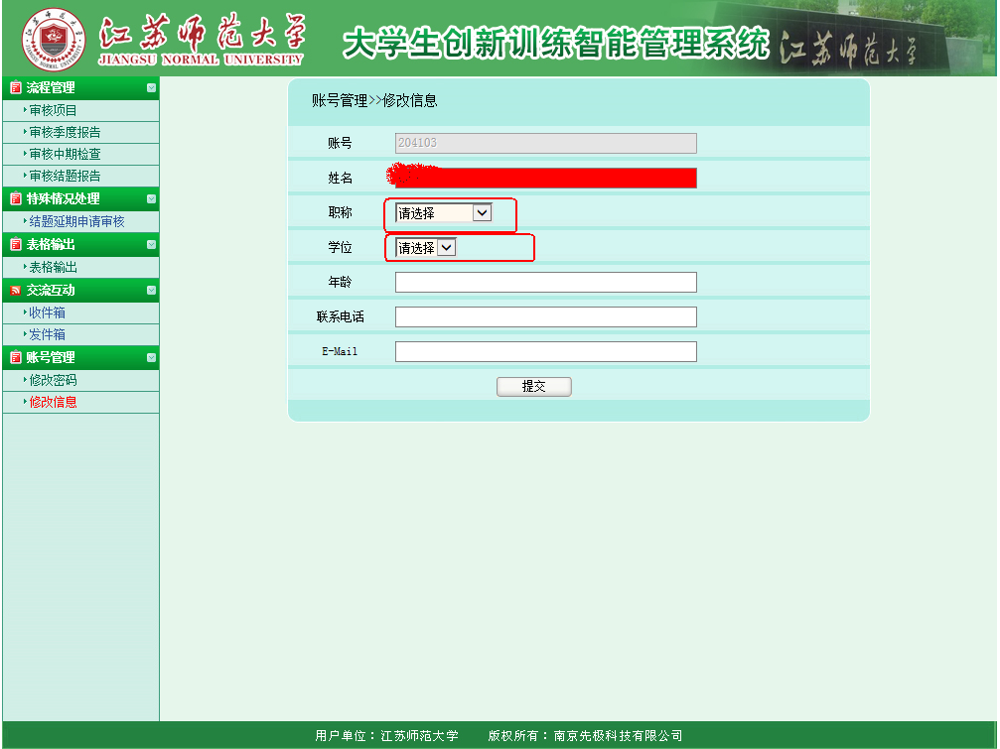 江苏师范大学
JIANGSU NORMAL UNIVERSITY
大学生创新训练智能管理系统
江苏师范大学
流程管理
审核项目
审核季度报告
审核中期检查
审核结题报告
特殊情况处理
结题延期申请审核
表格输出
表格输出
交流互动
收件箱
发件箱
账号管理
修改密码
修改信息
账号管理>>修改信息
账号 204103
姓名
职称 请选择
学位 请选择
年龄
联系电话
E-Mail
提交
用户单位：江苏师范大学 版权所有：南京先极科技有限公司